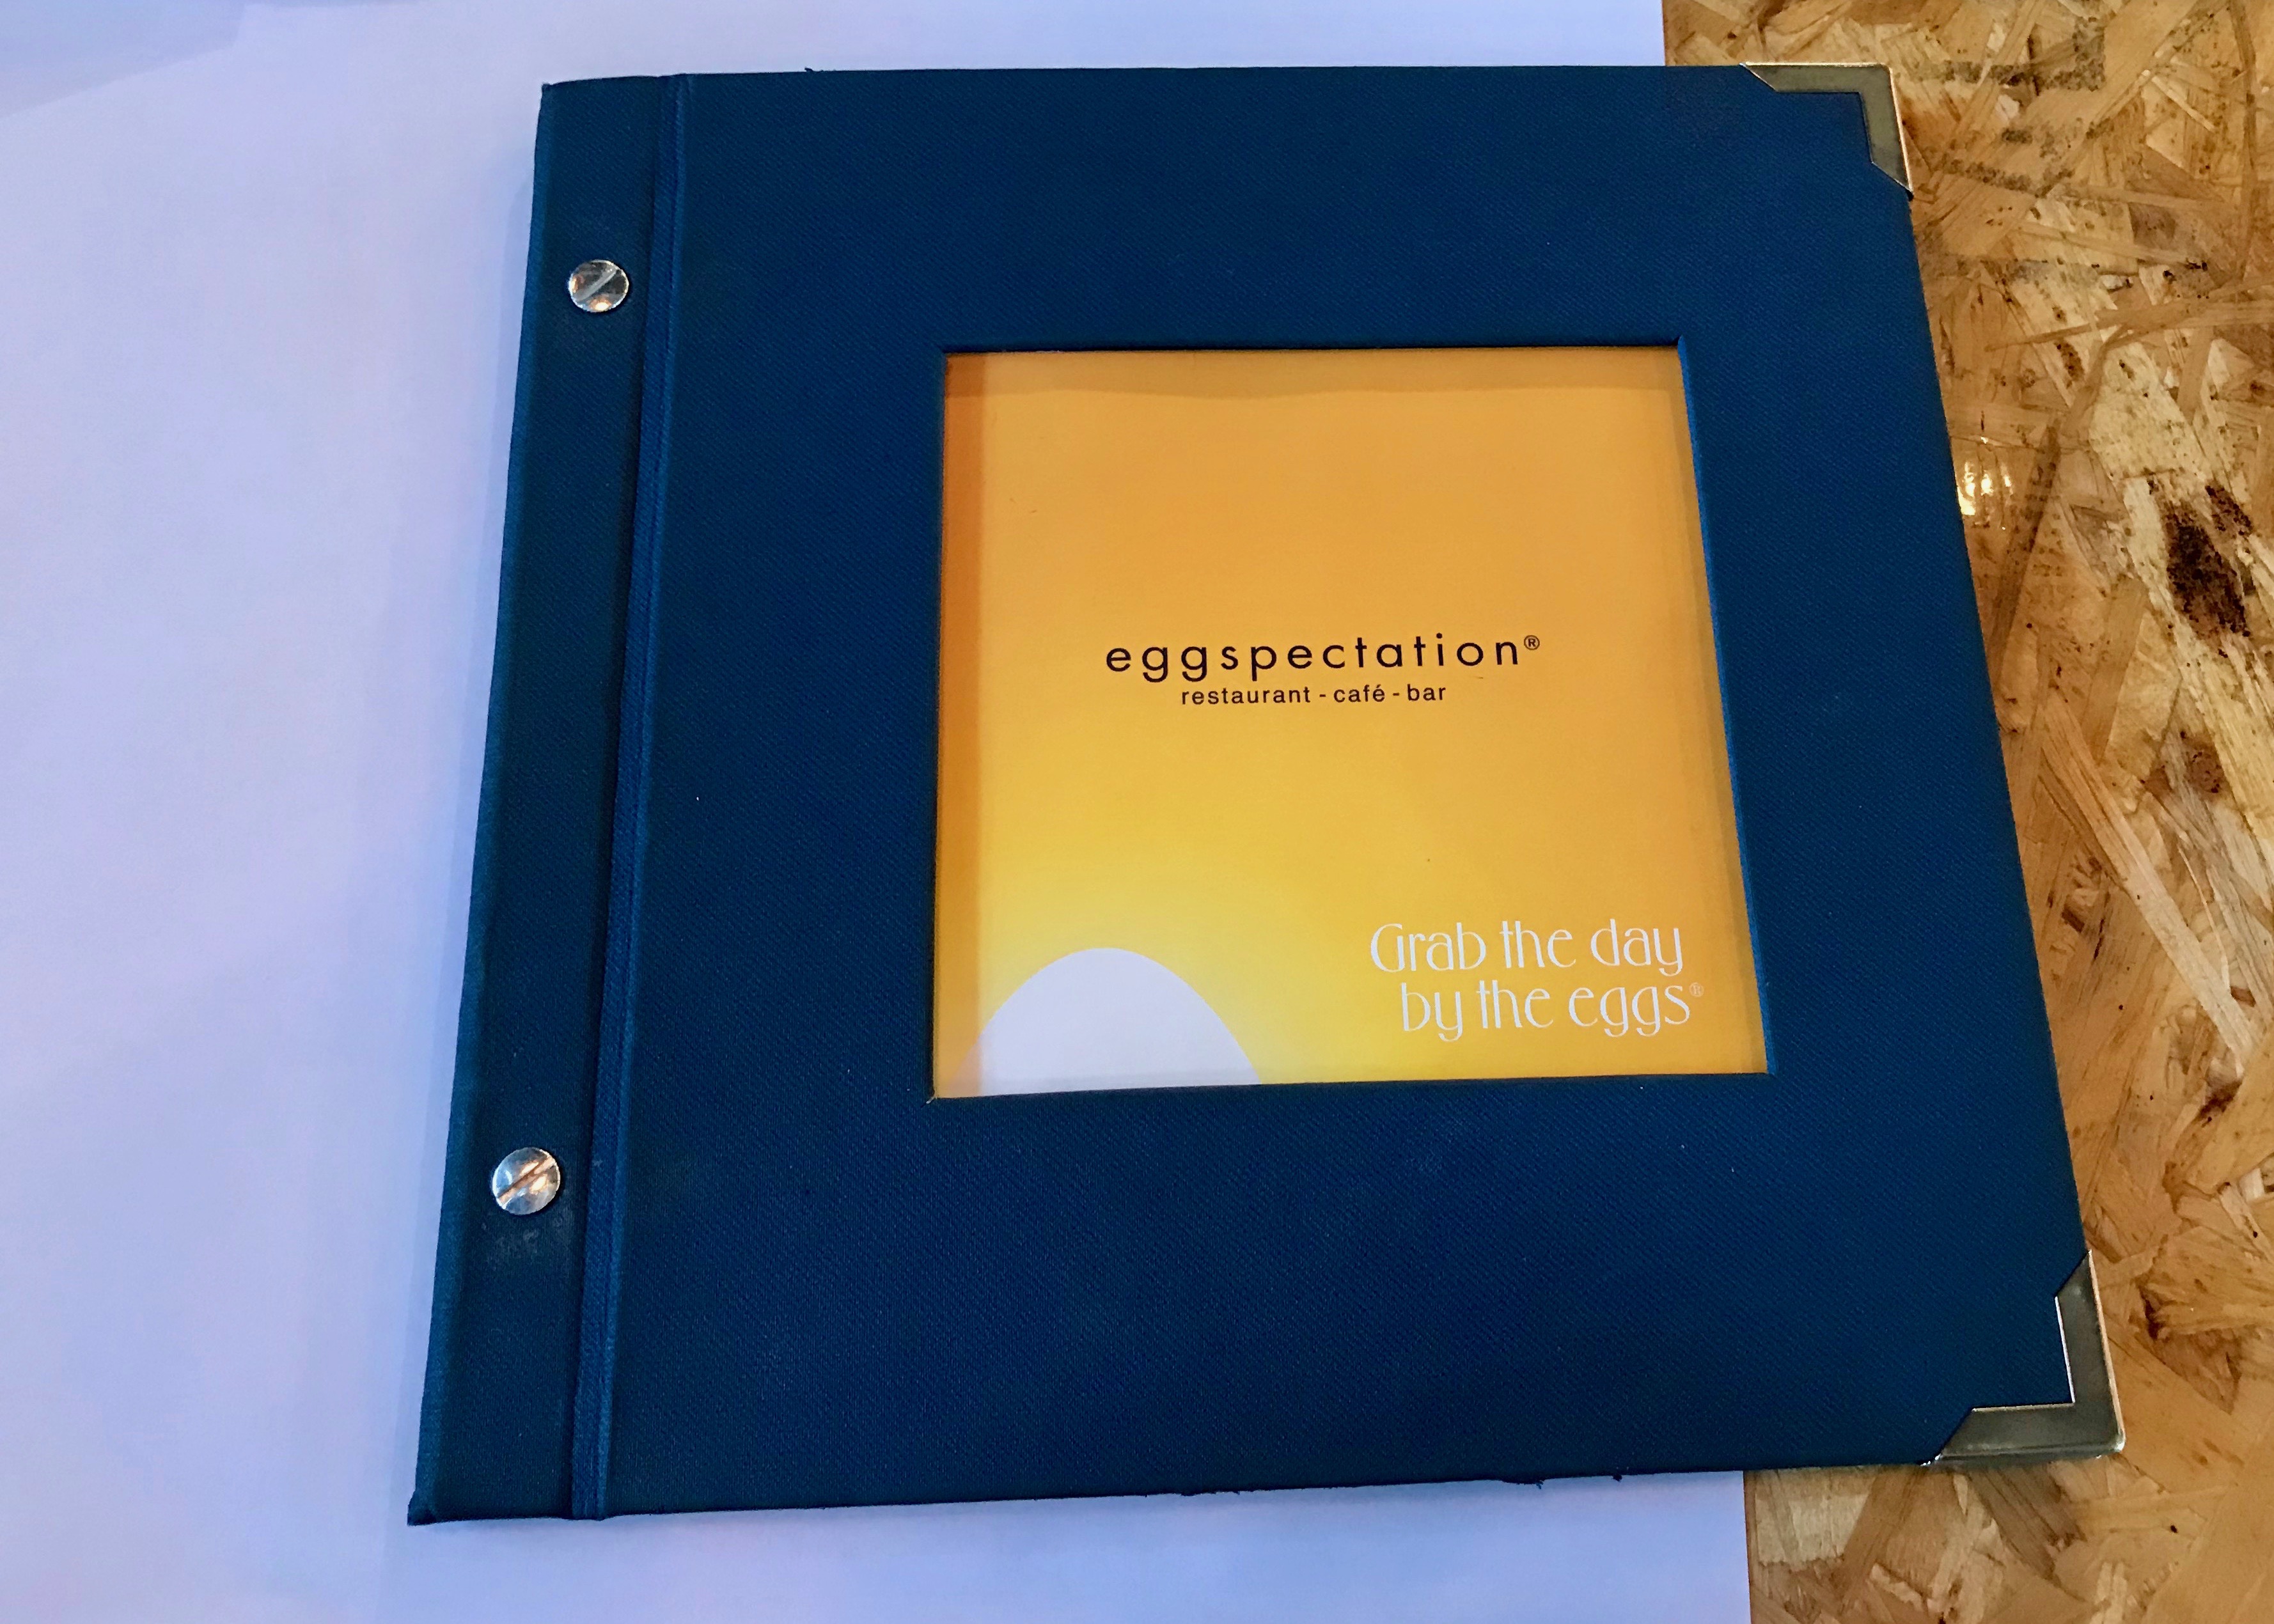 eggspectation®
restaurant - café - bar
Grab the day
by the eggs®